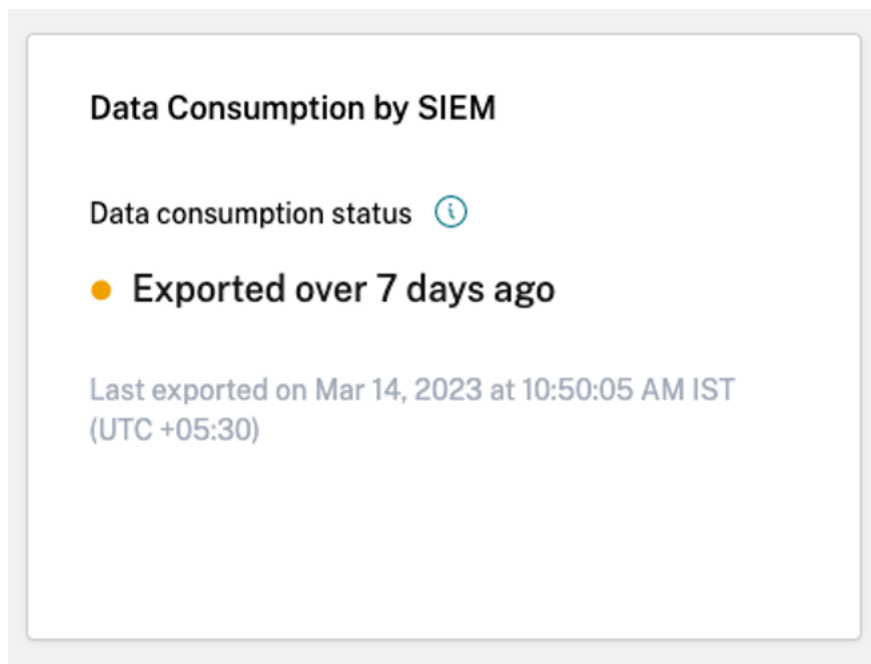 Data Consumption by SIEM
Data consumption status
Exported over 7 days ago
Last exported on Mar 14, 2023 at 10:50:05 AM IST
(UTC +05:30)